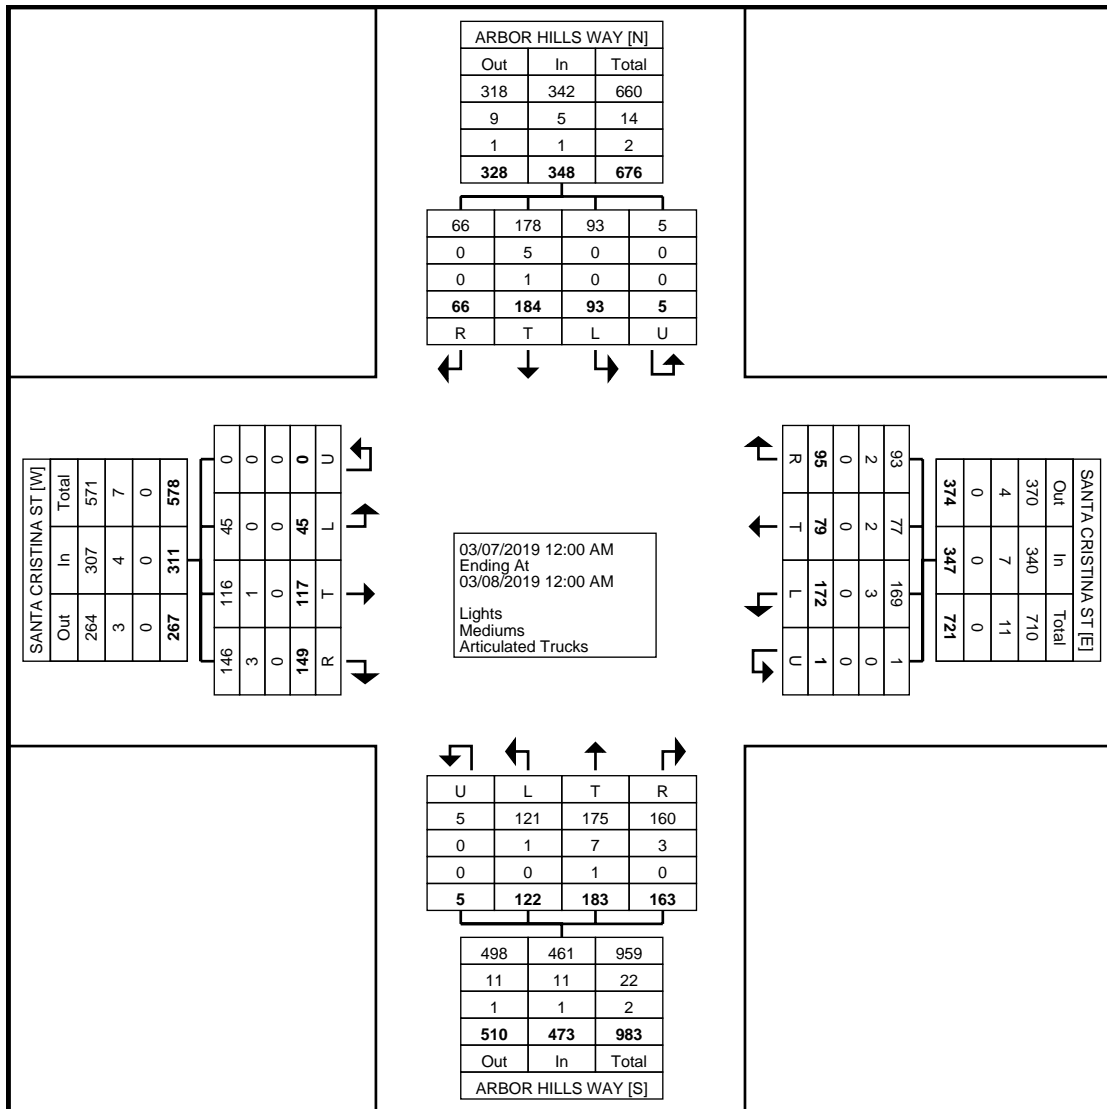 ARBOR HILLS WAY [N]
Out In Total
318 342 660
9 5 14
1 1 2
328 348 676
66 178 93 5
0 5 0 0
0 1 0 0
66 184 93 5
R T L U
SANTA CRISTINA ST [W]
Total In Out
571 307 264
7 4 3
0 0 0
578 311 267
0 45 116 146
0 0 1 3
0 0 0 0
0 45 117 149
U L T R
03/07/2019 12:00 AM
Ending At
03/08/2019 12:00 AM
Lights
Mediums
Articulated Trucks
SANTA CRISTINA ST [E]
Out In Total
370 340 710
4 7 11
0 0 0
374 347 721
93 77 169 1
2 2 3 0
0 0 0 0
95 79 172 1
R T L U
U L T R
5 121 175 160
0 1 7 3
0 0 1 0
5 122 183 163
498 461 959
11 11 22
1 1 2
510 473 983
Out In Total
ARBOR HILLS WAY [S]